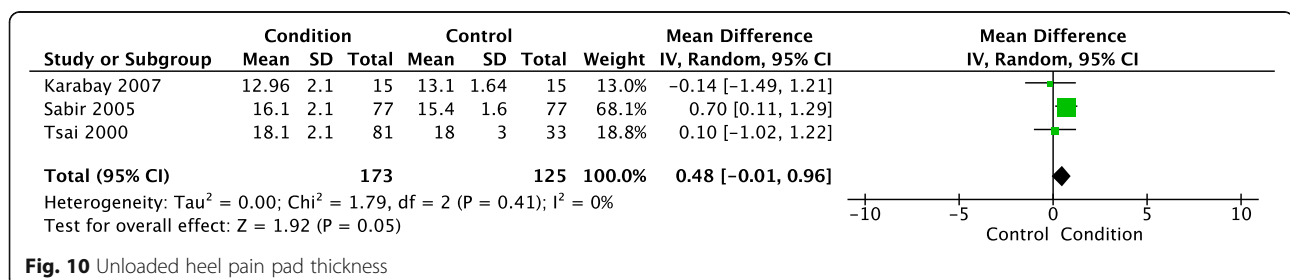 Condition Control Mean Difference Mean Difference
Study or Subgroup Mean SD Total Mean SD Total Weight IV, Random, 95% CI IV, Random, 95% CI
Karabay 2007 12.96 2.1 15 13.1 1.64 15 13.0% −0.14 [−1.49, 1.21]
Sabir 2005 16.1 2.1 77 15.4 1.6 77 68.1% 0.70 [0.11, 1.29]
Tsai 2000 18.1 2.1 81 18 3 33 18.8% 0.10 [−1.02, 1.22]
Total (95% CI) 173 125 100.0% 0.48 [−0.01, 0.96]
Heterogeneity: Tau² = 0.00; Chi² = 1.79, df = 2 (P = 0.41); I² = 0%
Test for overall effect: Z = 1.92 (P = 0.05)
−10 −5 0 5 10
Control Condition
Fig. 10 Unloaded heel pain pad thickness